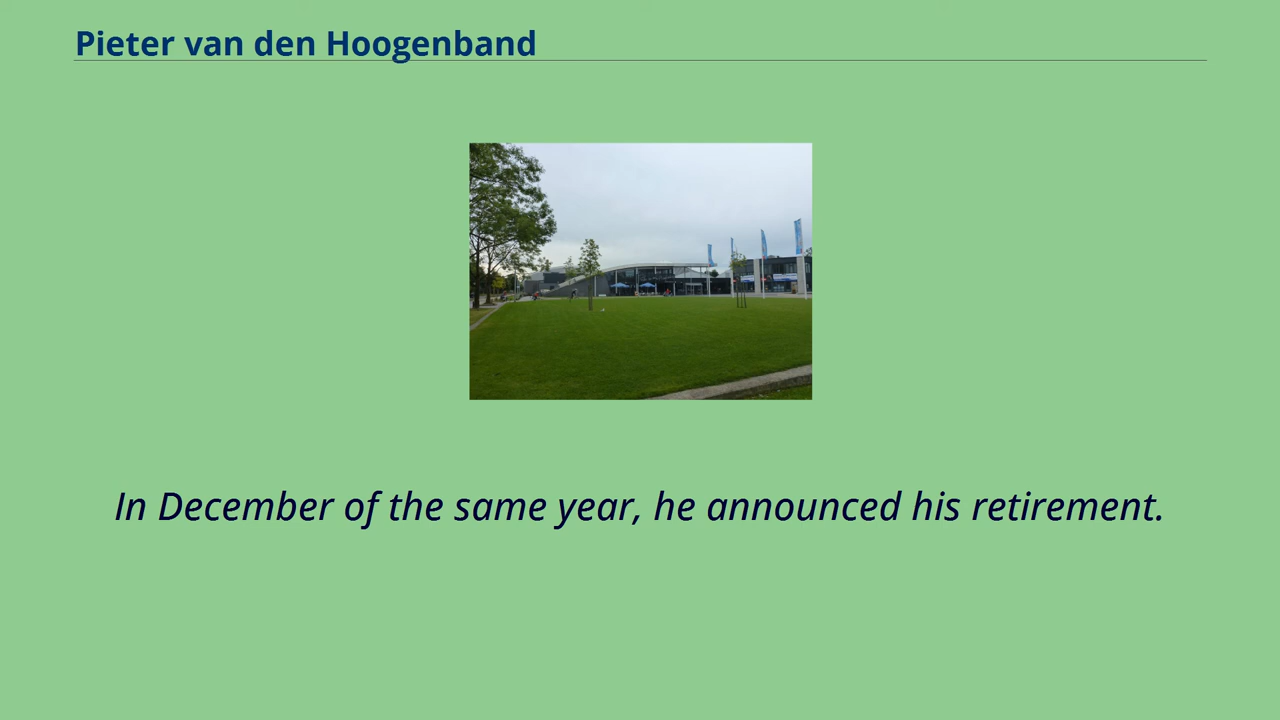 Pieter van den Hoogenband
In December of the same year, he announced his retirement.